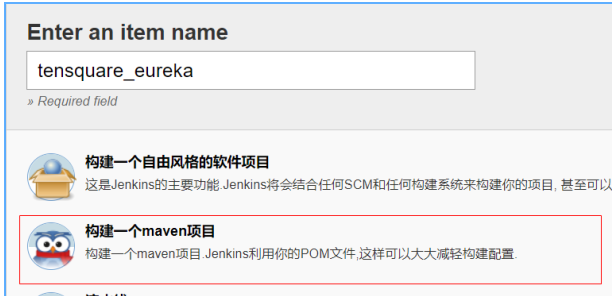 Enter an item name
tensquare_eureka
» Required field
构建一个自由风格的软件项目
这是Jenkins的主要功能.Jenkins将会结合任何SCM和任何构建系统来构建你的项目, 甚至可以
构建一个maven项目
构建一个maven项目.Jenkins利用你的POM文件,这样可以大大减轻构建配置.